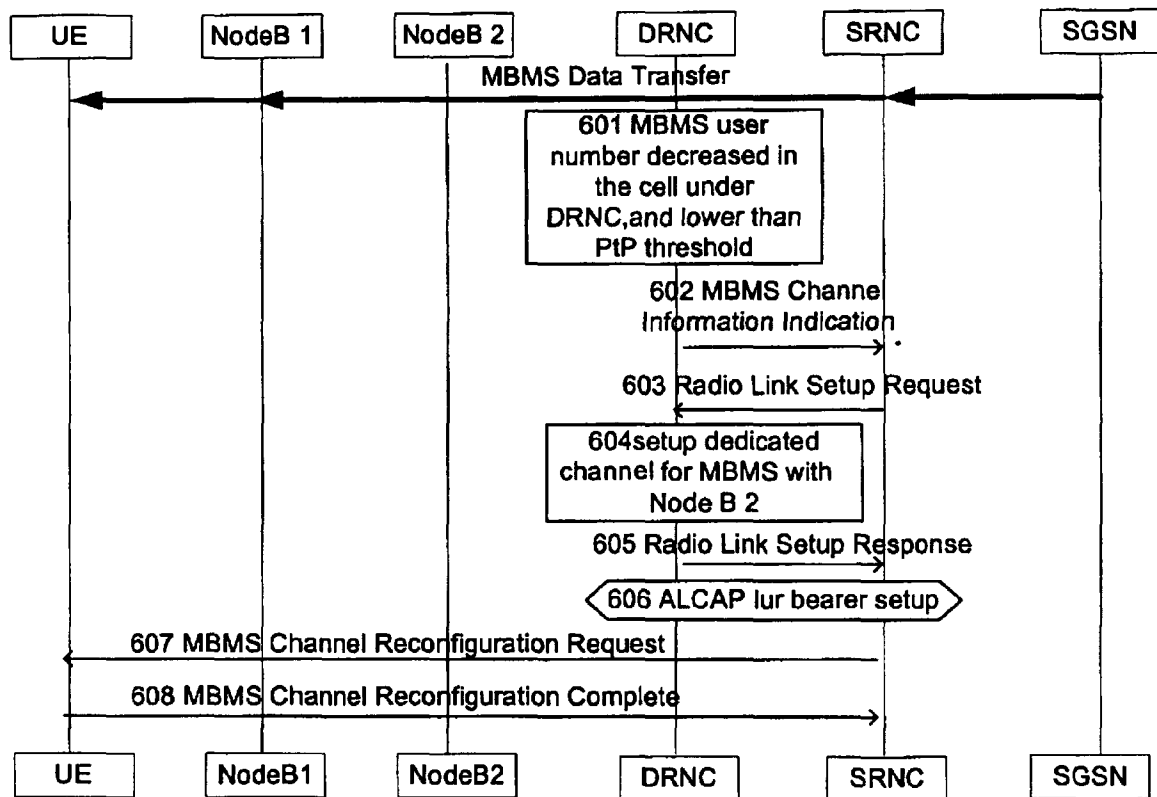 UE NodeB 1 NodeB 2 DRNC SRNC SGSN
MBMS Data Transfer
601 MBMS user
number decreased in
the cell under
DRNC,and lower than
PtP threshold
602 MBMS Channel
Information Indication
603 Radio Link Setup Request
604setup dedicated
channel for MBMS with
Node B 2
605 Radio Link Setup Response
606 ALCAP Iur bearer setup
607 MBMS Channel Reconfiguration Request
608 MBMS Channel Reconfiguration Complete
UE NodeB1 NodeB2 DRNC SRNC SGSN